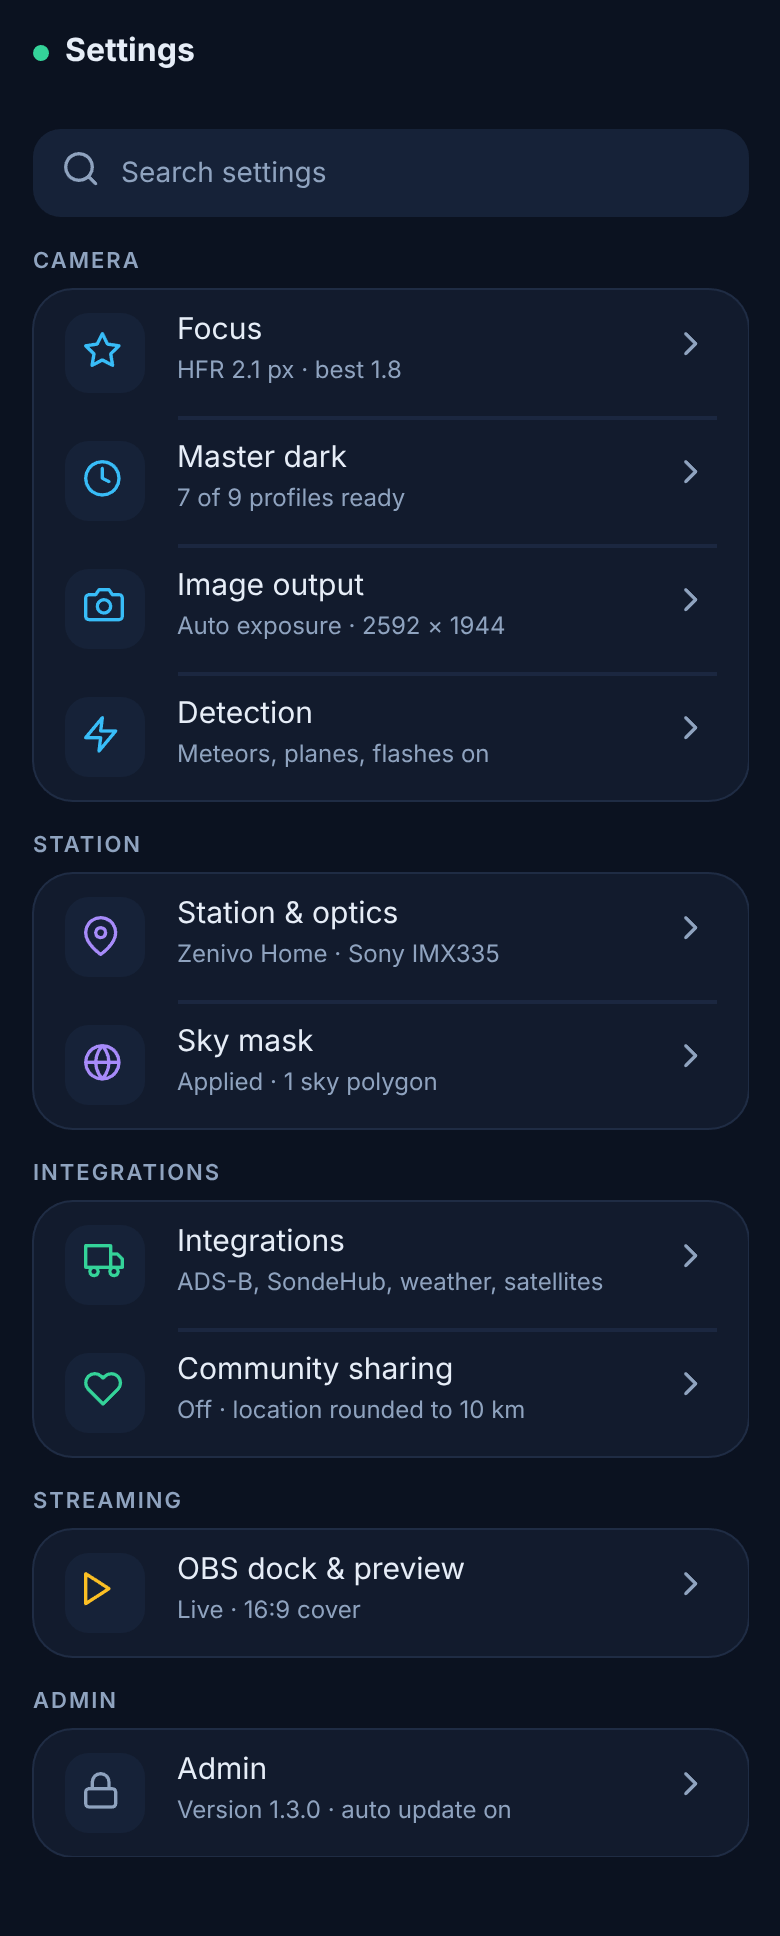 Settings
Search settings
CAMERA
Focus
HFR 2.1 px · best 1.8
Master dark
7 of 9 profiles ready
Image output
Auto exposure · 2592 × 1944
Detection
Meteors, planes, flashes on
STATION
Station & optics
Zenivo Home · Sony IMX335
Sky mask
Applied · 1 sky polygon
INTEGRATIONS
Integrations
ADS-B, SondeHub, weather, satellites
Community sharing
Off · location rounded to 10 km
STREAMING
OBS dock & preview
Live · 16:9 cover
ADMIN
Admin
Version 1.3.0 · auto update on